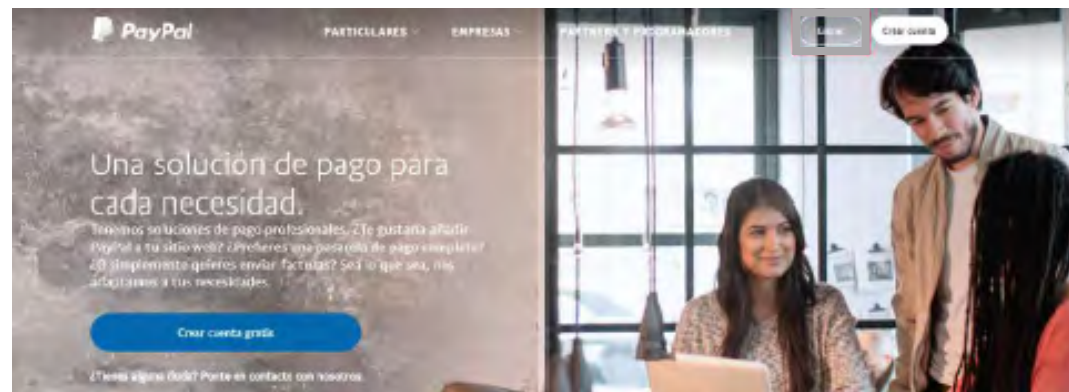 PayPal
PARTICULARES
EMPRESAS
PARTNERS Y PROGRAMADORES
Entrar
Crear cuenta
Una solución de pago para
cada necesidad.
Tenemos soluciones de pago profesionales. ¿Te gustaría añadir
PayPal a tu sitio web? ¿Prefieres una pasarela de pago completa?
¿O simplemente quieres enviar facturas? Sea lo que sea, nos
adaptamos a tus necesidades.
Crear cuenta gratis
¿Tienes alguna duda? Ponte en contacto con nosotros.